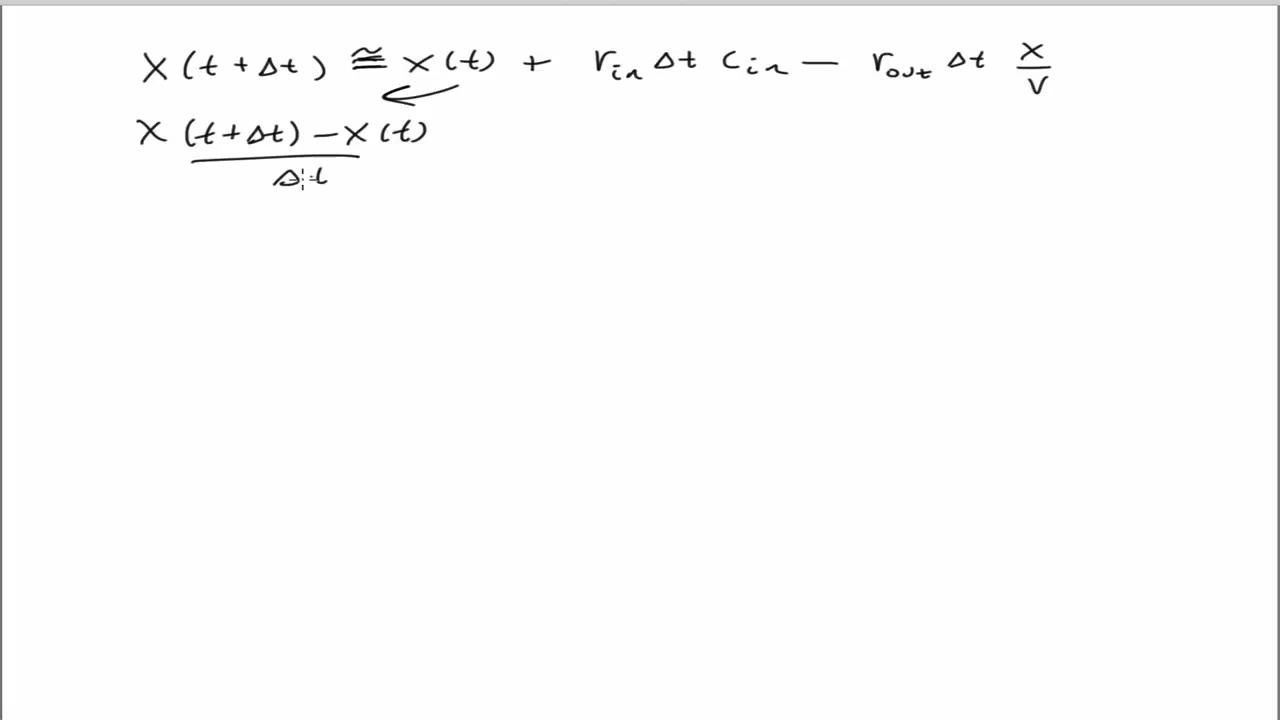 x(t + Δt) ≅ x(t) + r_in Δt c_in — r_out Δt x/V
x(t + Δt) — x(t)
Δt